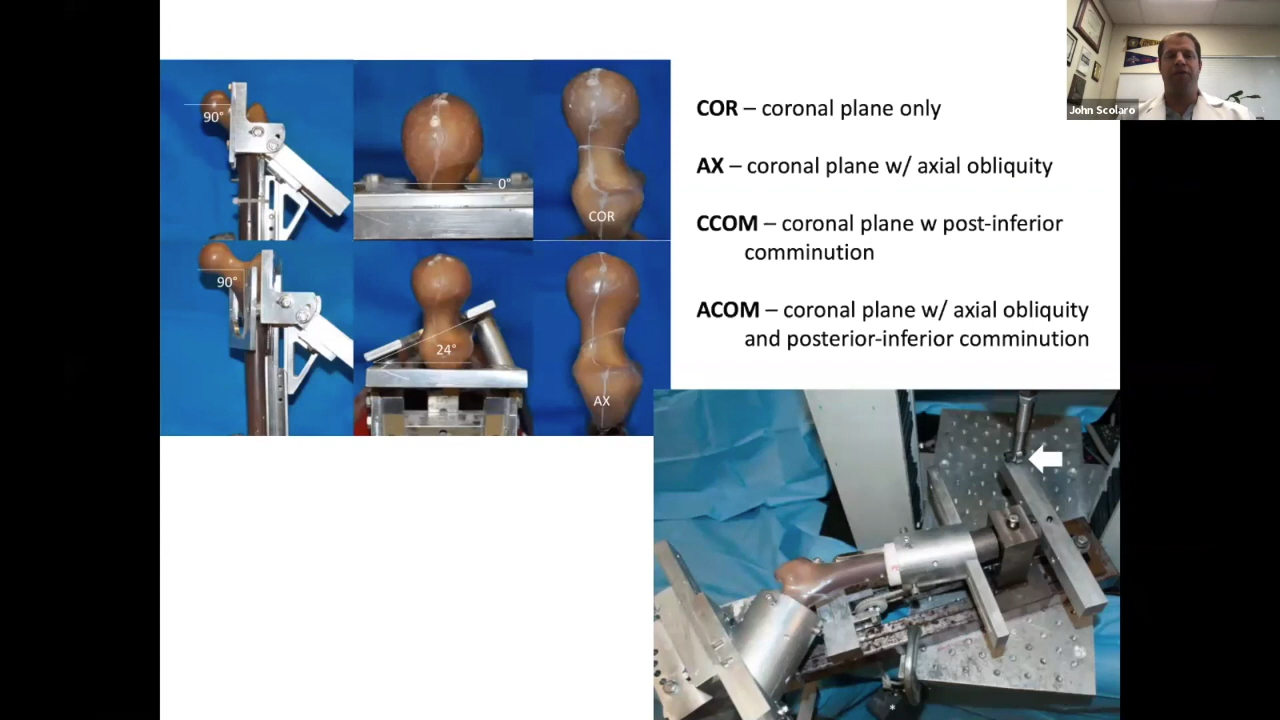 90°
0°
COR
90°
24°
AX
COR – coronal plane only
AX – coronal plane w/ axial obliquity
CCOM – coronal plane w post-inferior
comminution
ACOM – coronal plane w/ axial obliquity
and posterior-inferior comminution
*
John Scolaro